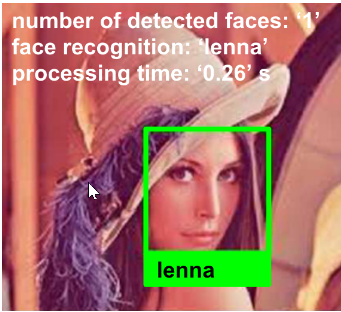 number of detected faces: ‘1’
face recognition: ‘lenna’
processing time: ‘0.26’ s
lenna